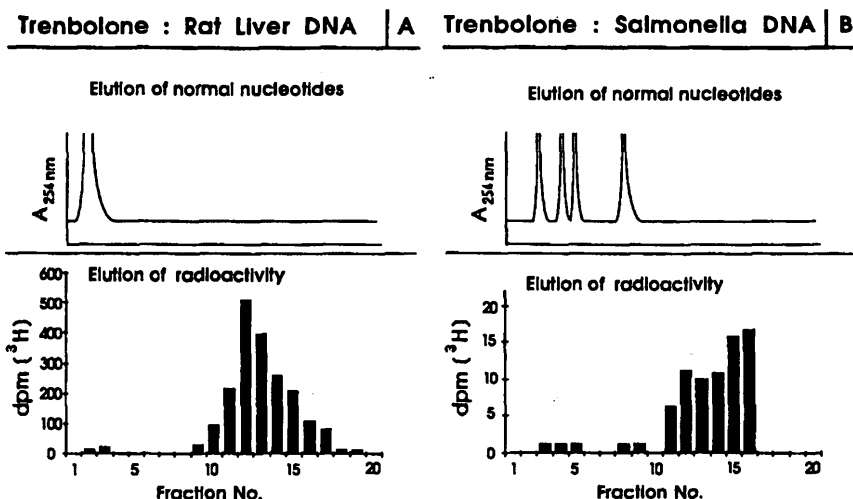 Trenbolone : Rat Liver DNA A
Elution of normal nucleotides
A254 nm
Elution of radioactivity
600
500
400
300
200
100
0
dpm (³H)
1 5 10 15 20
Fraction No.
Trenbolone : Salmonella DNA B
Elution of normal nucleotides
A254 nm
Elution of radioactivity
20
15
10
5
0
dpm (³H)
1 5 10 15 20
Fraction No.